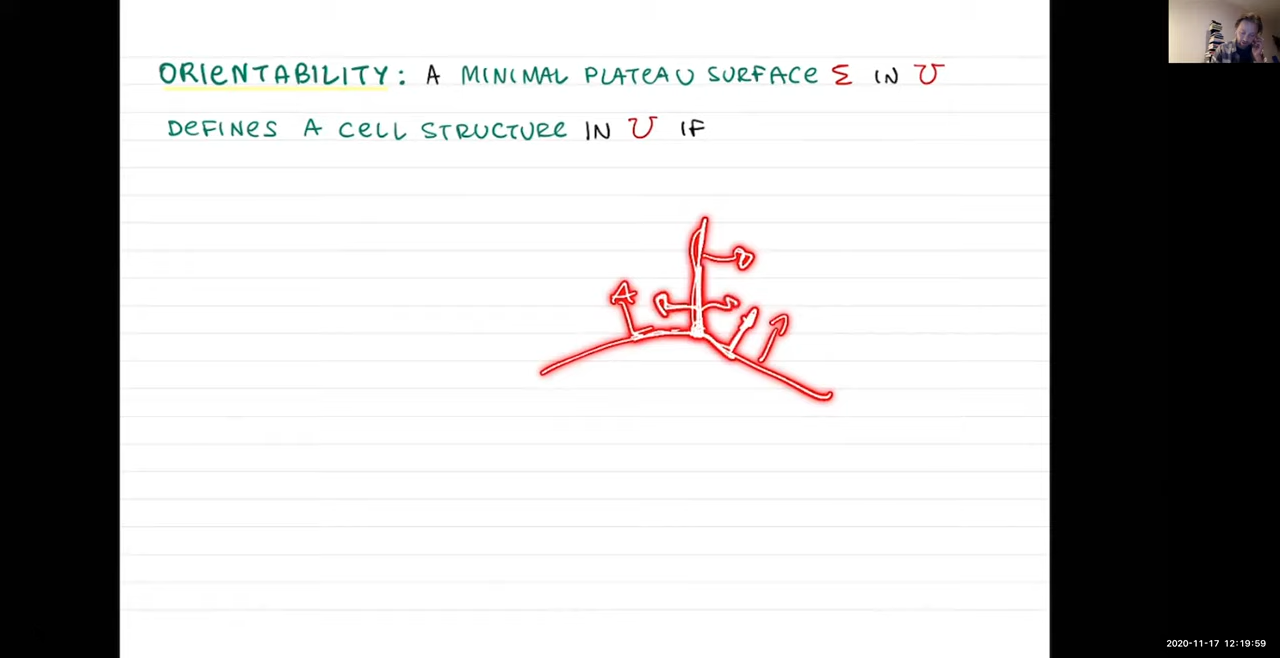 ORIENTABILITY: A MINIMAL PLATEAU SURFACE Σ IN U
DEFINES A CELL STRUCTURE IN U IF
2020-11-17 12:19:59